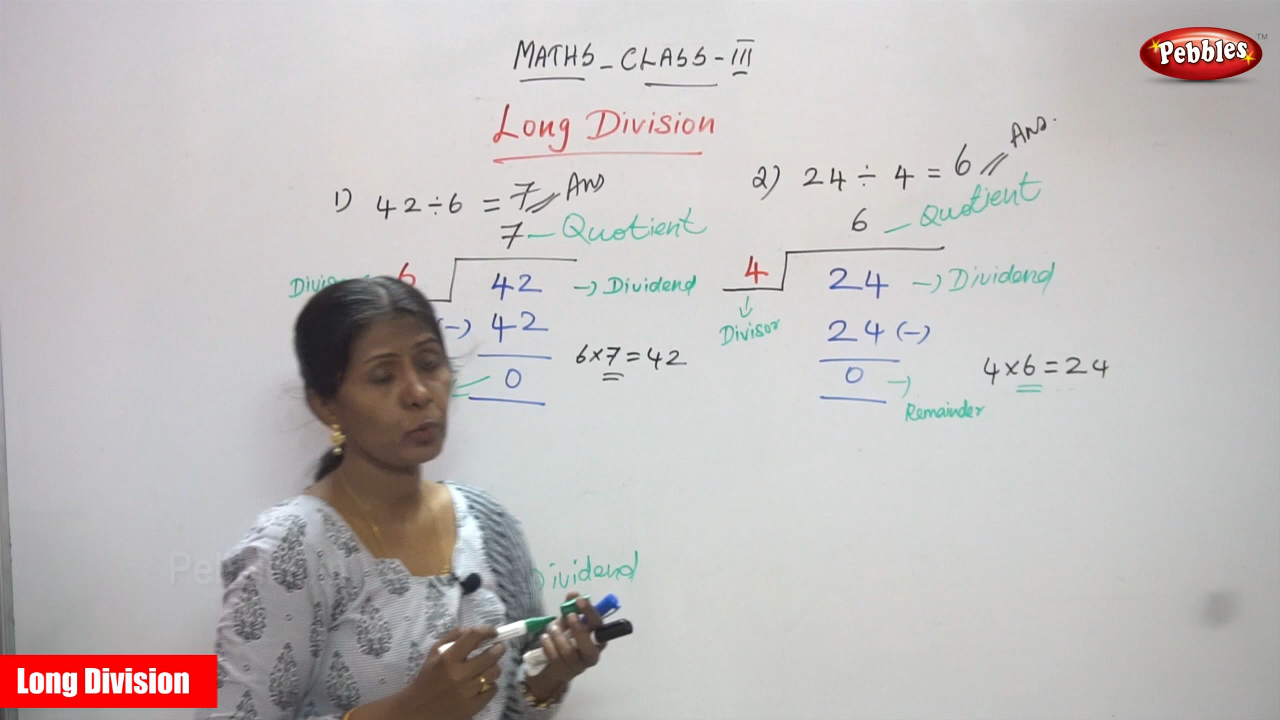 MATHS - CLASS - III
Pebbles TM
Long Division
1) 42 ÷ 6 = 7 Ans
7 - Quotient
6 42 -> Dividend
(-) 42
6 x 7 = 42
0
2) 24 ÷ 4 = 6 Ans.
6 - Quotient
4 24 -> Dividend
Divisor
24 (-)
4 x 6 = 24
0 -> Remainder
Dividend
Long Division